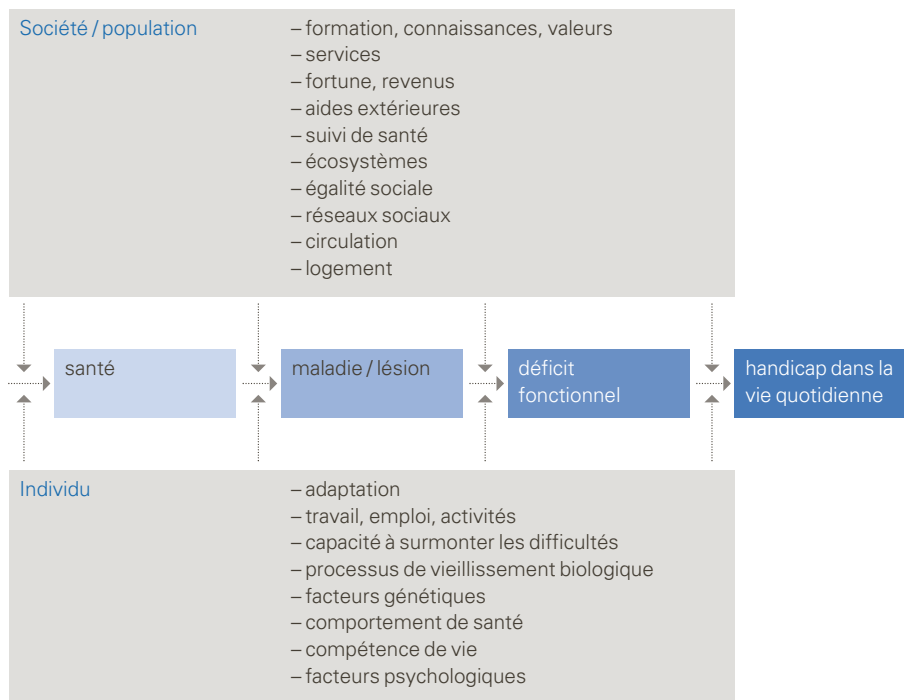 Société / population
– formation, connaissances, valeurs
– services
– fortune, revenus
– aides extérieures
– suivi de santé
– écosystèmes
– égalité sociale
– réseaux sociaux
– circulation
– logement
santé
maladie / lésion
déficit
fonctionnel
handicap dans la
vie quotidienne
Individu
– adaptation
– travail, emploi, activités
– capacité à surmonter les difficultés
– processus de vieillissement biologique
– facteurs génétiques
– comportement de santé
– compétence de vie
– facteurs psychologiques